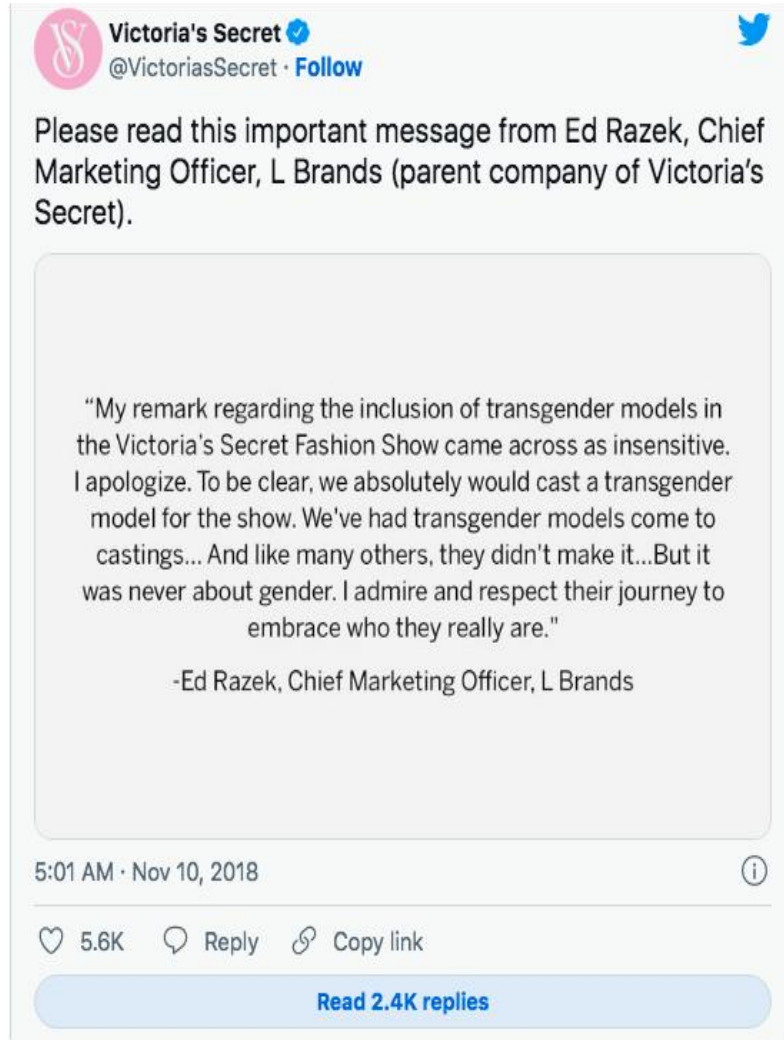 VS
Victoria's Secret
@VictoriasSecret · Follow
Please read this important message from Ed Razek, Chief
Marketing Officer, L Brands (parent company of Victoria’s
Secret).
“My remark regarding the inclusion of transgender models in
the Victoria's Secret Fashion Show came across as insensitive.
I apologize. To be clear, we absolutely would cast a transgender
model for the show. We've had transgender models come to
castings... And like many others, they didn't make it...But it
was never about gender. I admire and respect their journey to
embrace who they really are."
-Ed Razek, Chief Marketing Officer, L Brands
5:01 AM · Nov 10, 2018
5.6K Reply Copy link
Read 2.4K replies